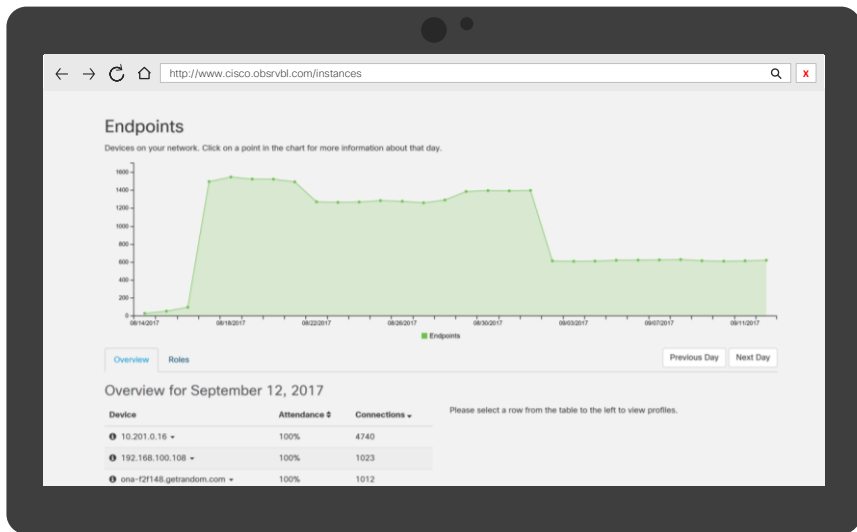 http://www.cisco.obsrvbl.com/instances
X
Endpoints
Devices on your network. Click on a point in the chart for more information about that day.
1600
1400
1200
1000
800
600
400
200
0
08/14/2017 08/18/2017 08/22/2017 08/26/2017 08/30/2017 09/03/2017 09/07/2017 09/11/2017
Endpoints
Overview Roles Previous Day Next Day
Overview for September 12, 2017
Device Attendance Connections Please select a row from the table to the left to view profiles.
10.201.0.16 100% 4740
192.168.100.108 100% 1023
ona-f2f148.getrandom.com 100% 1012